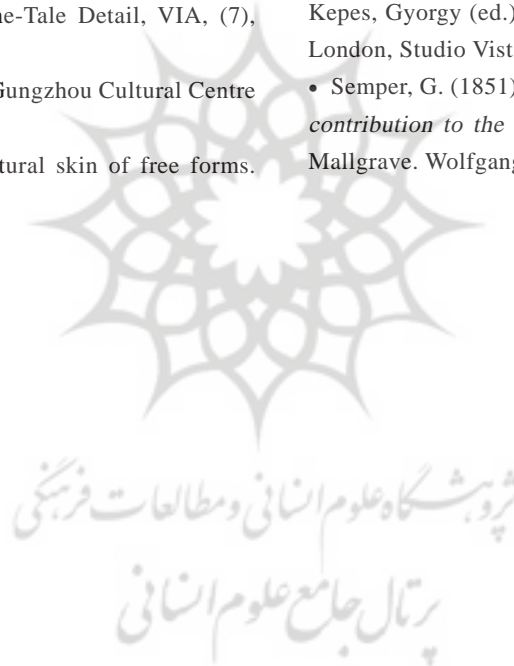 ne-Tale Detail, VIA, (7),
Gungzhou Cultural Centre
tural skin of free forms.
Kepes, Gyorgy (ed.)
London, Studio Vist
• Semper, G. (1851)
contribution to the
Mallgrave. Wolfgang
پژوهشگاه علوم انسانی و مطالعات فرهنگی
پرتال جامع علوم انسانی